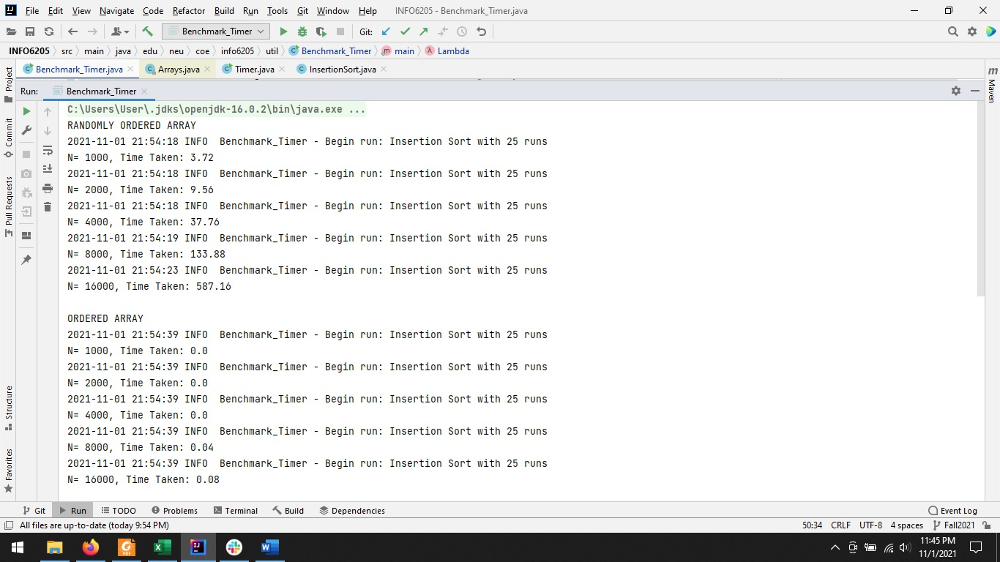 File Edit View Navigate Code Refactor Build Run Tools Git Window Help INFO6205 - Benchmark_Timer.java
Benchmark_Timer Git:
INFO6205 src main java edu neu coe info6205 util Benchmark_Timer main Lambda
Benchmark_Timer.java Arrays.java Timer.java InsertionSort.java
Run: Benchmark_Timer
C:\Users\User\.jdks\openjdk-16.0.2\bin\java.exe ...
RANDOMLY ORDERED ARRAY
2021-11-01 21:54:18 INFO  Benchmark_Timer - Begin run: Insertion Sort with 25 runs
N= 1000, Time Taken: 3.72
2021-11-01 21:54:18 INFO  Benchmark_Timer - Begin run: Insertion Sort with 25 runs
N= 2000, Time Taken: 9.56
2021-11-01 21:54:18 INFO  Benchmark_Timer - Begin run: Insertion Sort with 25 runs
N= 4000, Time Taken: 37.76
2021-11-01 21:54:19 INFO  Benchmark_Timer - Begin run: Insertion Sort with 25 runs
N= 8000, Time Taken: 133.88
2021-11-01 21:54:23 INFO  Benchmark_Timer - Begin run: Insertion Sort with 25 runs
N= 16000, Time Taken: 587.16
ORDERED ARRAY
2021-11-01 21:54:39 INFO  Benchmark_Timer - Begin run: Insertion Sort with 25 runs
N= 1000, Time Taken: 0.0
2021-11-01 21:54:39 INFO  Benchmark_Timer - Begin run: Insertion Sort with 25 runs
N= 2000, Time Taken: 0.0
2021-11-01 21:54:39 INFO  Benchmark_Timer - Begin run: Insertion Sort with 25 runs
N= 4000, Time Taken: 0.0
2021-11-01 21:54:39 INFO  Benchmark_Timer - Begin run: Insertion Sort with 25 runs
N= 8000, Time Taken: 0.04
2021-11-01 21:54:39 INFO  Benchmark_Timer - Begin run: Insertion Sort with 25 runs
N= 16000, Time Taken: 0.08
Project
Commit
Pull Requests
Structure
Favorites
Maven
Git Run TODO Problems Terminal Build Dependencies Event Log
All files are up-to-date (today 9:54 PM) 50:34 CRLF UTF-8 4 spaces Fall2021
11:45 PM
11/1/2021